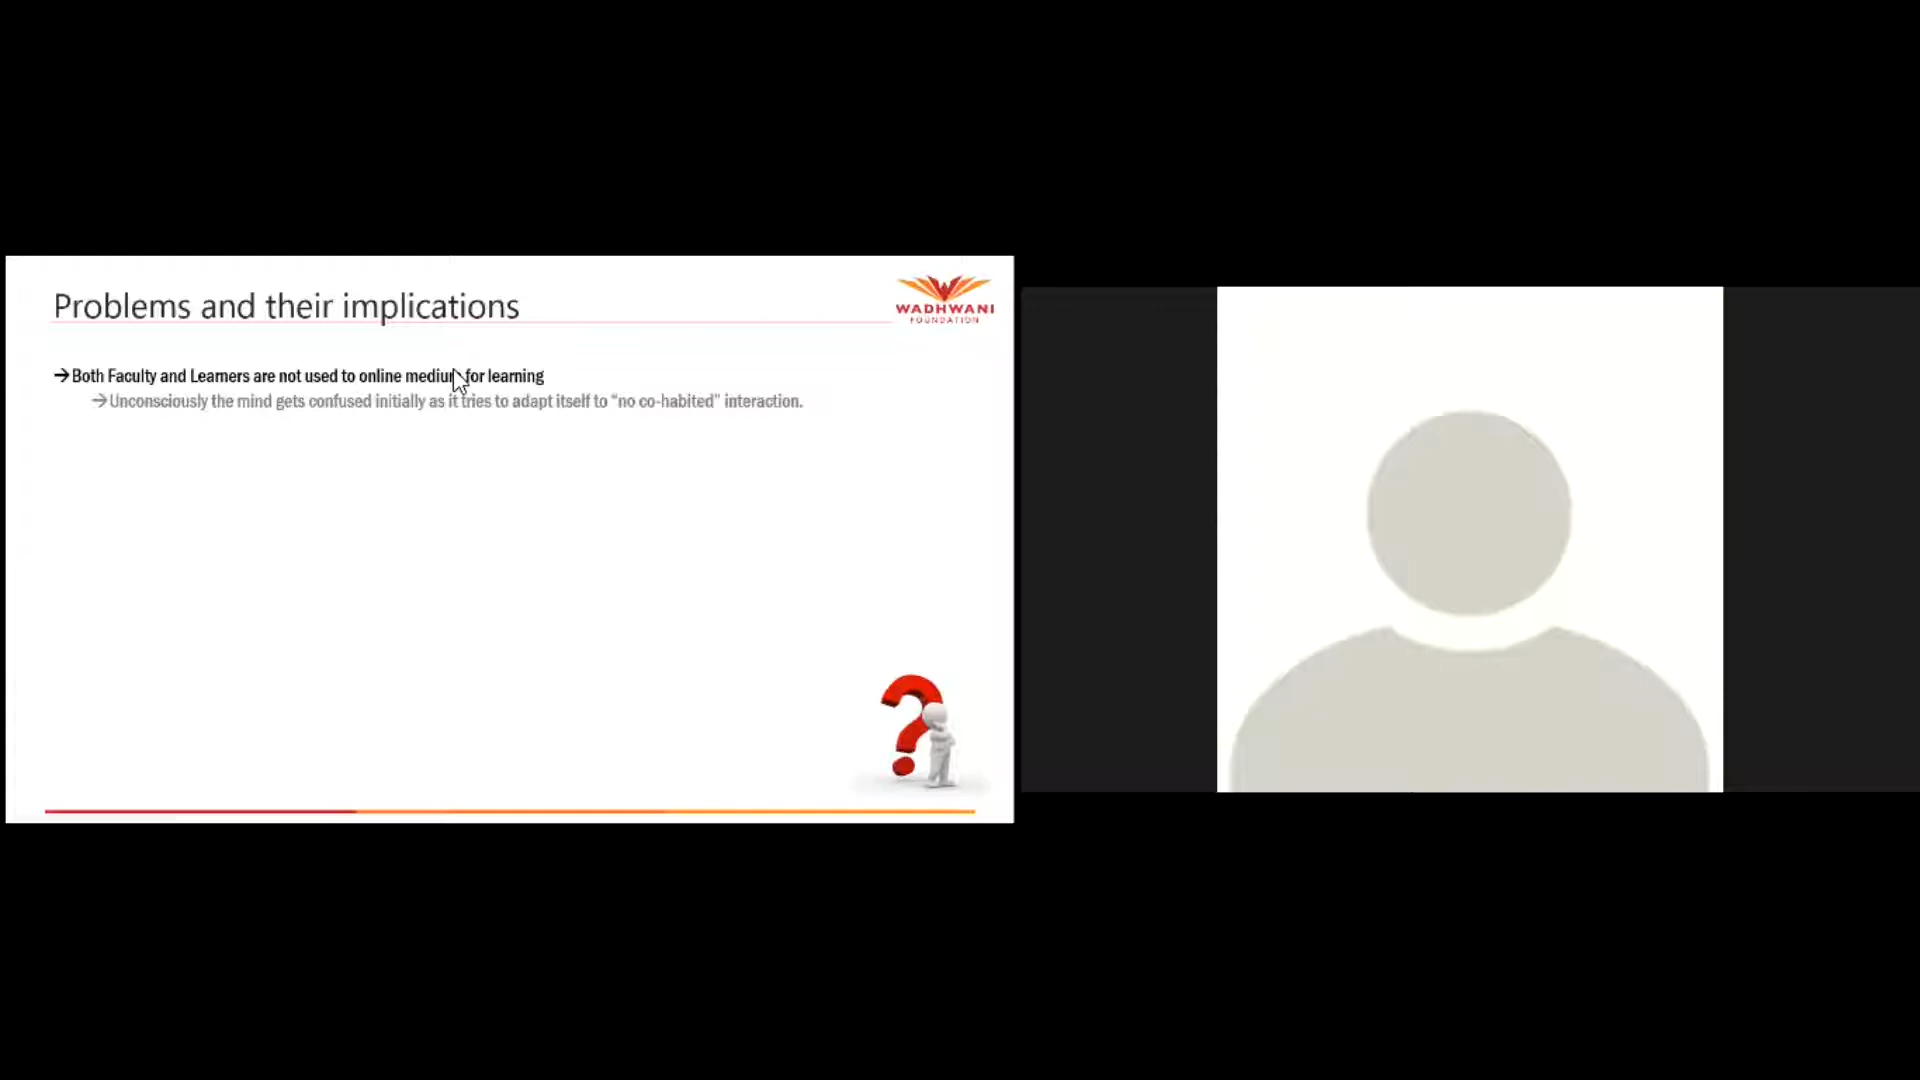 Problems and their implications
WADHWANI
FOUNDATION
→Both Faculty and Learners are not used to online medium for learning
→Unconsciously the mind gets confused initially as it tries to adapt itself to “no co-habited” interaction.